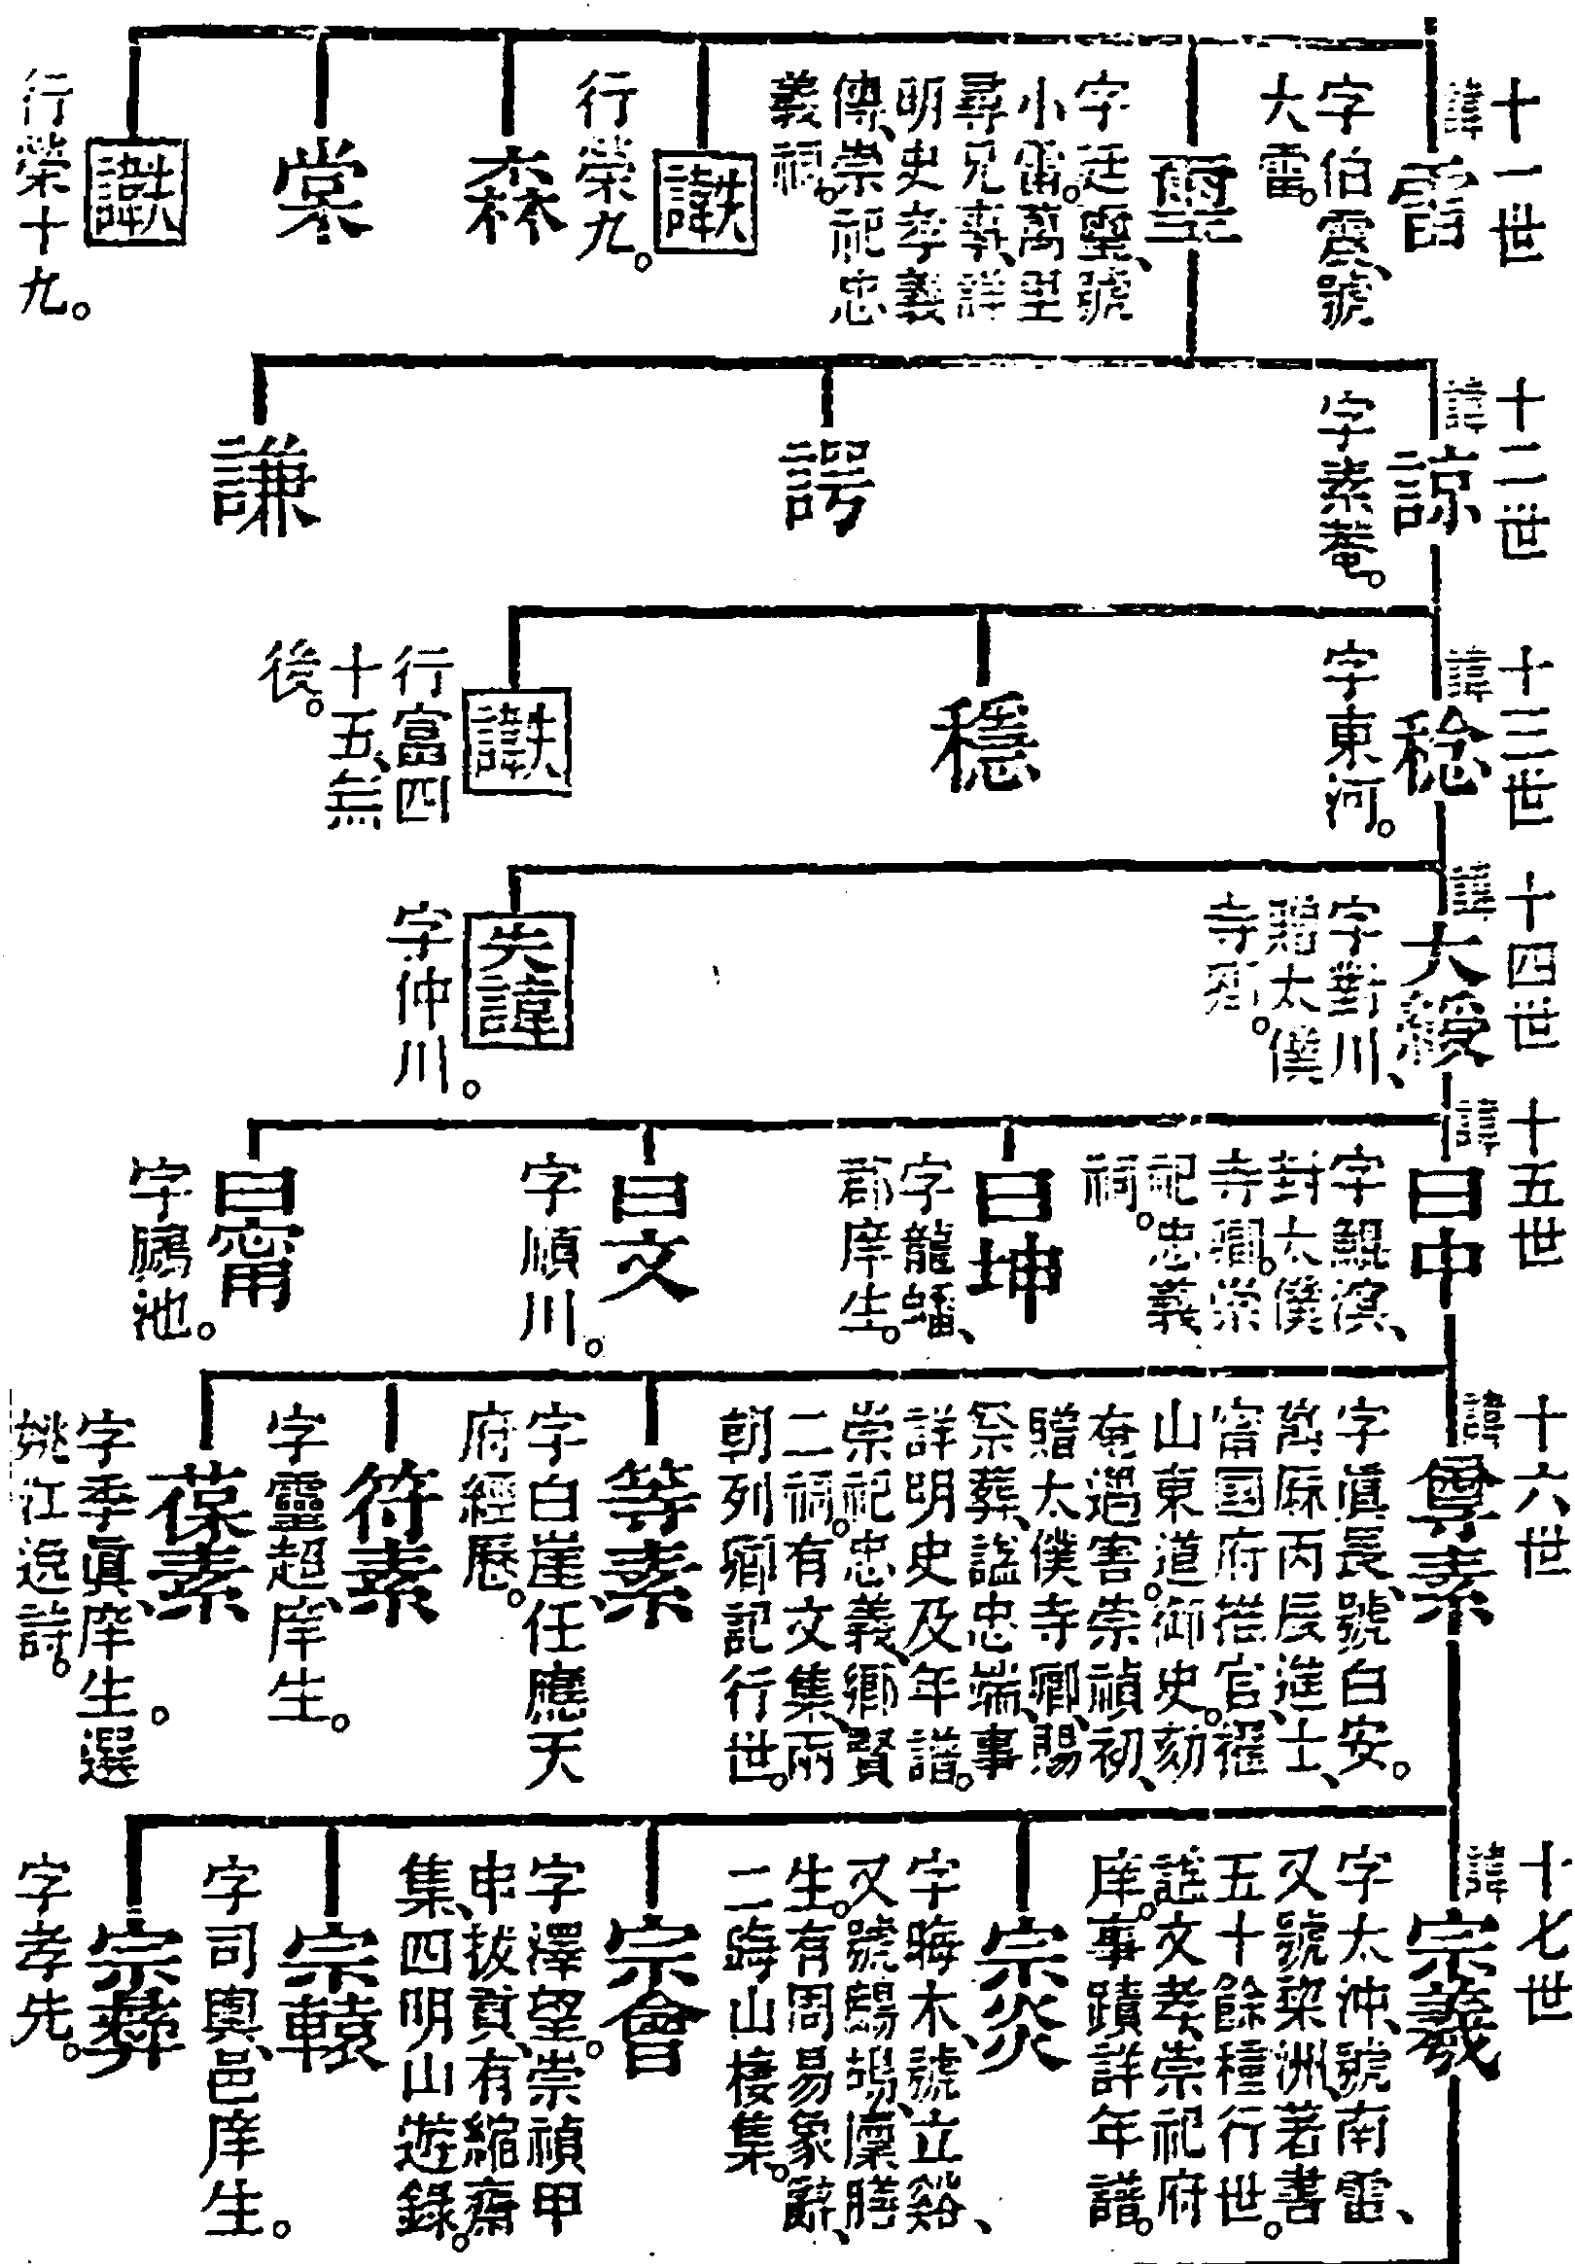 十一世
諱
字伯震、號
大雷。
璽
字廷璽、號
小雷。萬里
尋兄事、詳
明史孝義
傳、崇祀忠
義祠。
失諱
行榮九。
森
棠
失諱
行榮十九。
十二世
諱
諒
字素菴。
諤
謙
十三世
諱
稔
字東河。
穩
失諱
行富四
十五、無
後。
十四世
諱
大綬
字對川、
贈太僕
寺卿。
失諱
字仲川。
十五世
諱
曰中
字鯤溟、
封太僕
寺卿。崇
祀忠義
祠。
曰坤
字龍蟠、
郡庠生。
曰文
字順川。
曰甯
字鵬池。
十六世
諱
尊素
字眞長、號白安。
萬厤丙辰進士、
甯國府推官、擢
山東道御史。劾
奄遇害。崇禎初、
贈太僕寺卿、賜
祭葬、諡忠端、事
詳明史及年譜。
崇祀忠義、鄉賢
二祠。有文集、兩
朝列卿記行世。
等素
字白崖、任應天
府經歷。
符素
字靈超、庠生。
葆素
字季眞、庠生。選
姚江逸詩。
十七世
諱
宗羲
字太沖、號南雷、
又號梨洲、著書
五十餘種行世。
諡文孝、崇祀府
庠。事蹟詳年譜。
宗炎
字晦木、號立谿、
又號鷓鴣、廩膳
生。有周易象辭、
二晦山棲集。
宗會
字澤望。崇禎甲
申拔貢、有縮齋
集、四明山遊錄。
宗轅
字司輿、邑庠生。
宗彝
字孝先。